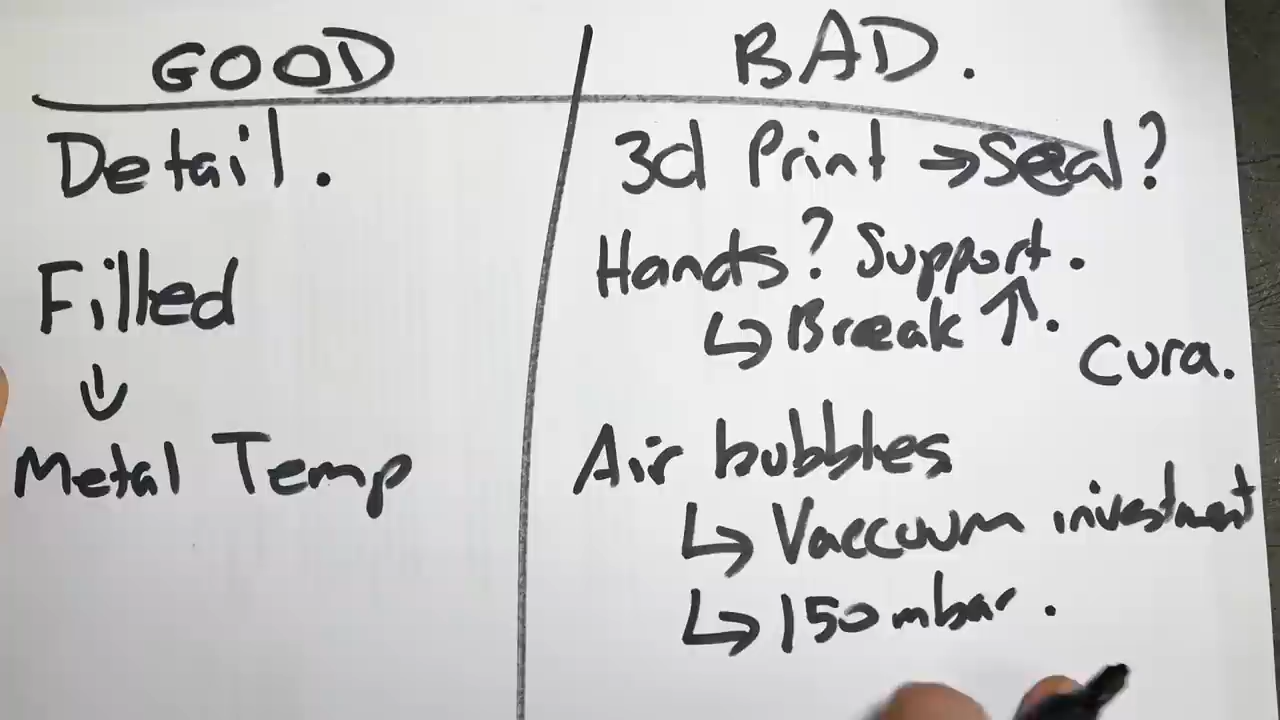 GOOD
BAD.
Detail.
Filled
↓
Metal Temp
3d Print → Seal?
Hands? Support.
↳ Break ↑.
Cura.
Air bubbles
↳ Vaccuum investment
↳ 150 mbar.